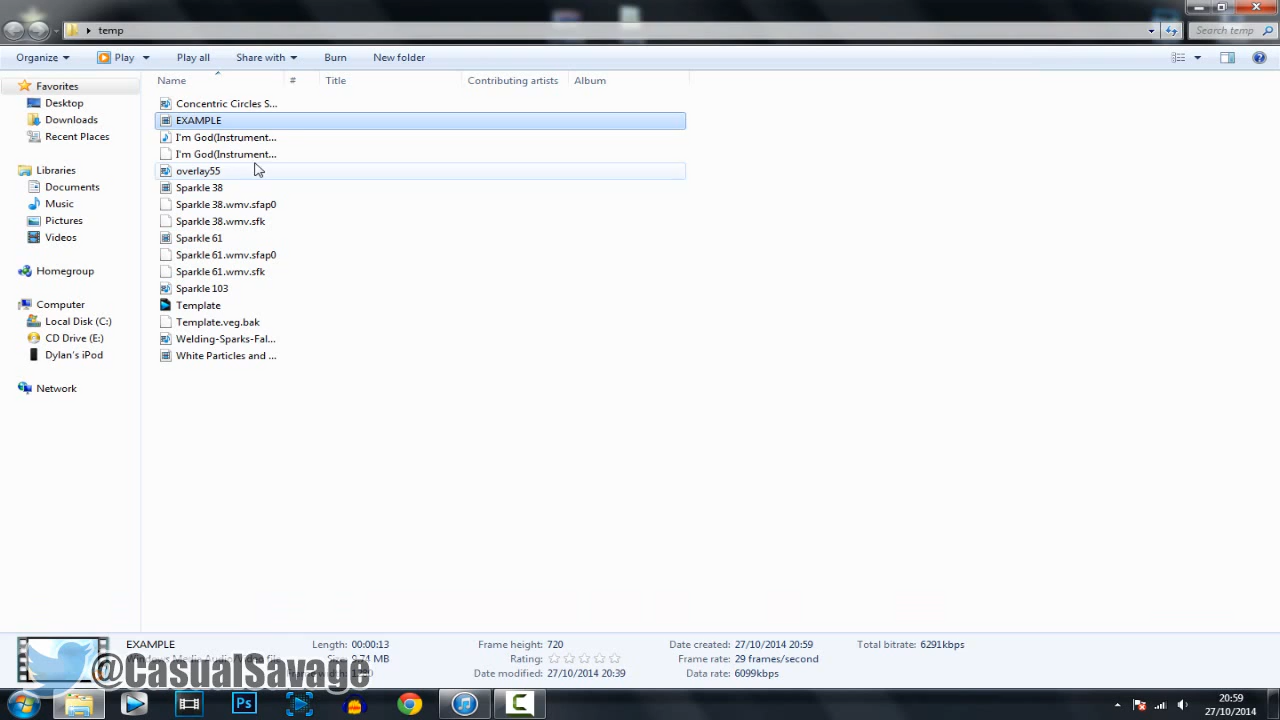 temp
Search temp
Organize Play Play all Share with Burn New folder
Name # Title Contributing artists Album
Favorites
Desktop
Downloads
Recent Places
Libraries
Documents
Music
Pictures
Videos
Homegroup
Computer
Local Disk (C:)
CD Drive (E:)
Dylan's iPod
Network
Concentric Circles S...
EXAMPLE
I'm God(Instrument...
I'm God(Instrument...
overlay55
Sparkle 38
Sparkle 38.wmv.sfap0
Sparkle 38.wmv.sfk
Sparkle 61
Sparkle 61.wmv.sfap0
Sparkle 61.wmv.sfk
Sparkle 103
Template
Template.veg.bak
Welding-Sparks-Fal...
White Particles and ...
EXAMPLE Length: 00:00:13 Frame height: 720 Date created: 27/10/2014 20:59 Total bitrate: 6291kbps
Size: 9.74 MB Rating: Frame rate: 29 frames/second
Date modified: 27/10/2014 20:39 Data rate: 6099kbps
@CasualSavage
Ps
20:59
27/10/2014